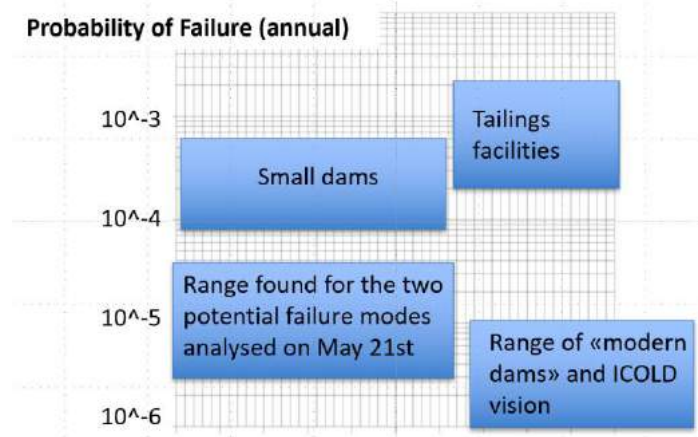 Probability of Failure (annual)
10^-3
Tailings
facilities
Small dams
10^-4
Range found for the two
potential failure modes
analysed on May 21st
10^-5
Range of «modern
dams» and ICOLD
vision
10^-6